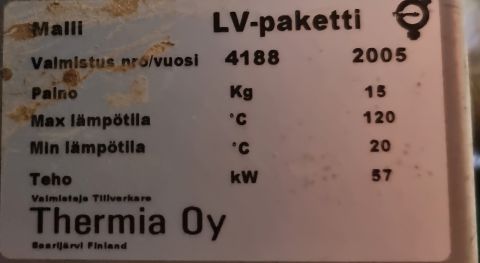 Malli LV-paketti
Valmistus nro/vuosi 4188 2005
Paino Kg 15
Max lämpötila °C 120
Min lämpötila °C 20
Teho kW 57
Valmistaja Tillverkare
Thermia Oy
Saarijärvi Finland